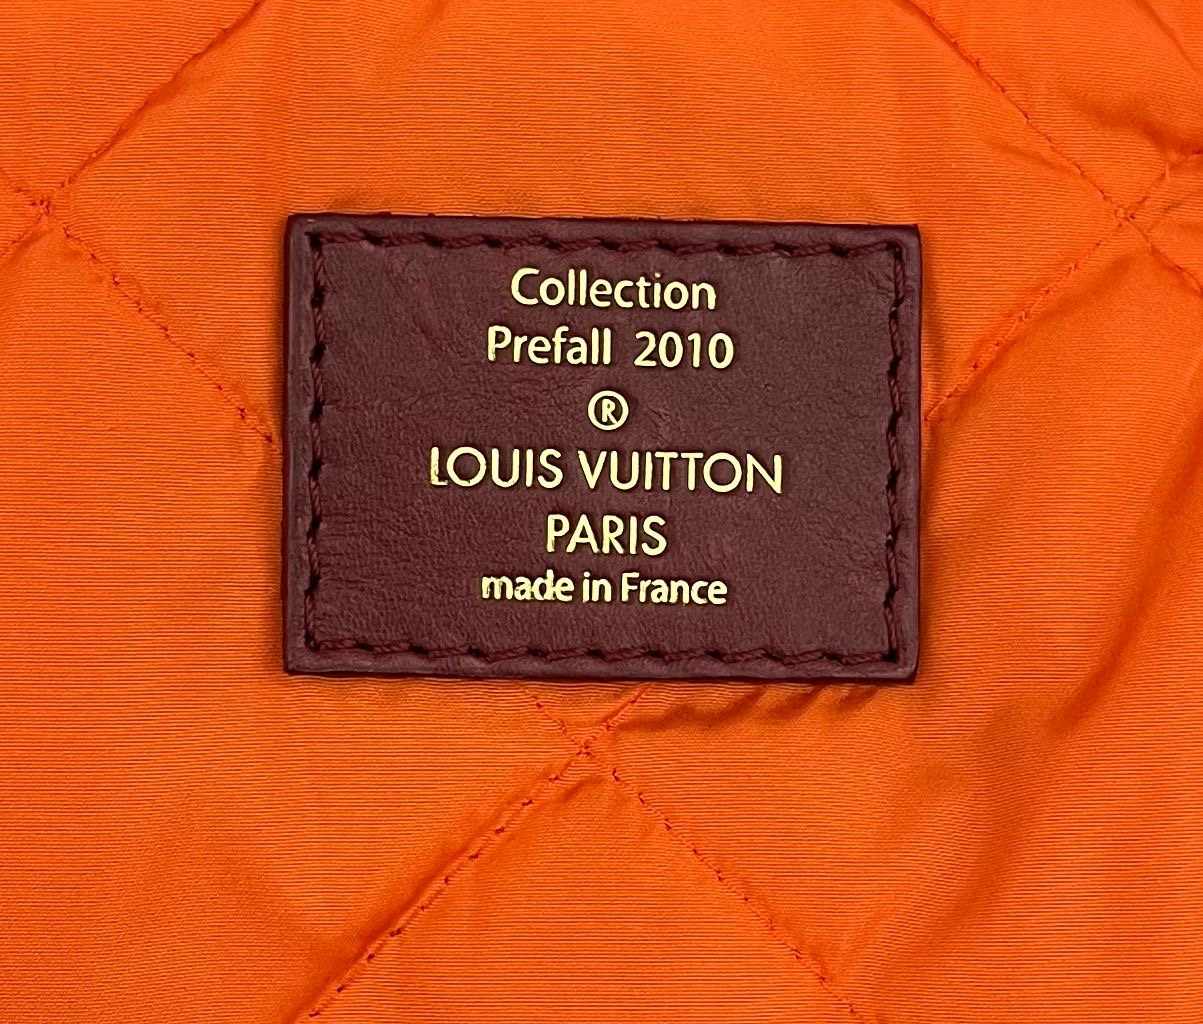 Collection
Prefall 2010
®
LOUIS VUITTON
PARIS
made in France